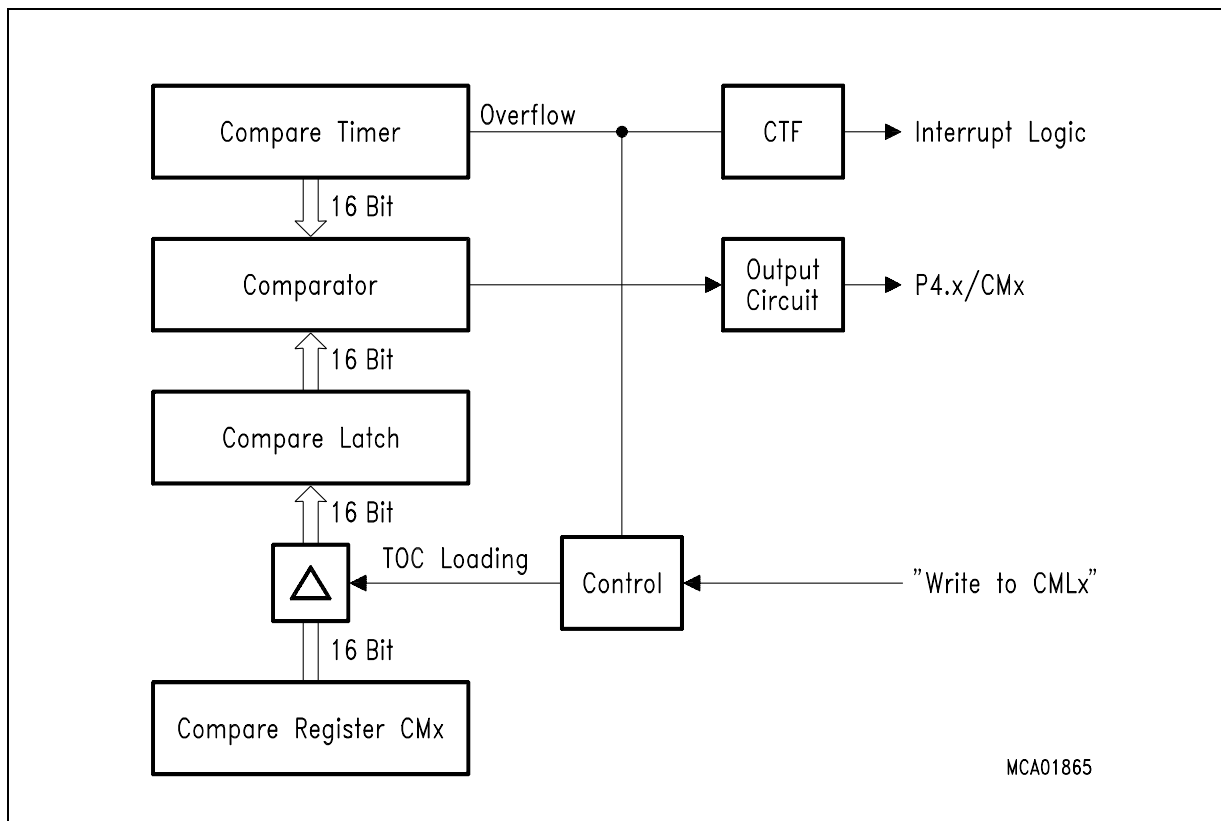 Compare Timer
Overflow
CTF
Interrupt Logic
16 Bit
Comparator
Output
Circuit
P4.x/CMx
16 Bit
Compare Latch
16 Bit
TOC Loading
Control
"Write to CMLx"
16 Bit
Compare Register CMx
MCA01865